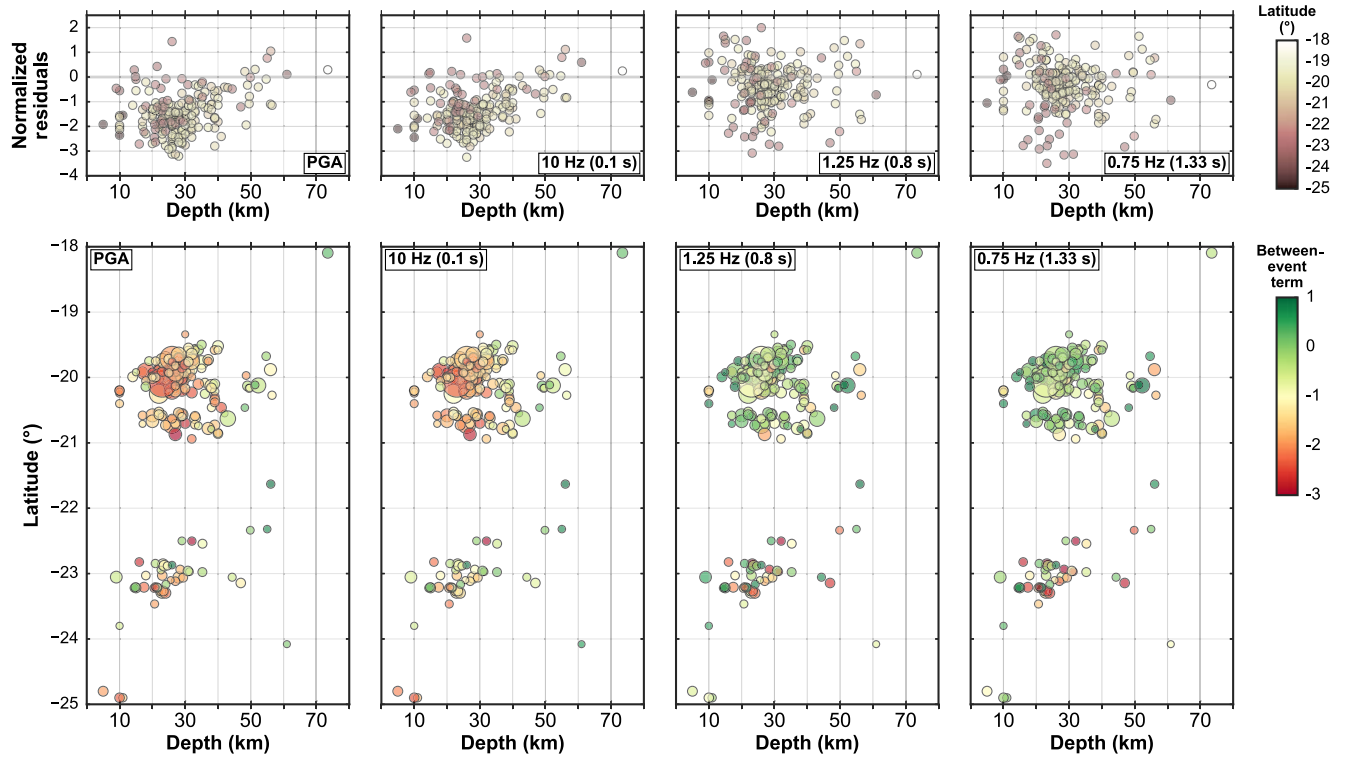 Normalized
residuals
2
1
0
−1
−2
−3
−4
PGA
10 Hz (0.1 s)
1.25 Hz (0.8 s)
0.75 Hz (1.33 s)
10 30 50 70
10 30 50 70
10 30 50 70
10 30 50 70
Depth (km)
Depth (km)
Depth (km)
Depth (km)
Latitude
(°)
-18
-19
-20
-21
-22
-23
-24
-25
Latitude (°)
−18
−19
−20
−21
−22
−23
−24
−25
PGA
10 Hz (0.1 s)
1.25 Hz (0.8 s)
0.75 Hz (1.33 s)
10 30 50 70
10 30 50 70
10 30 50 70
10 30 50 70
Depth (km)
Depth (km)
Depth (km)
Depth (km)
Between-
event
term
1
0
-1
-2
-3